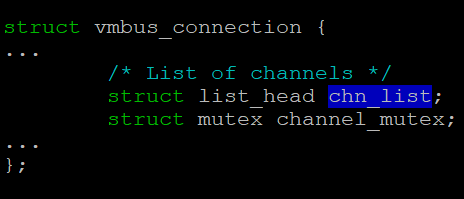 struct vmbus_connection {
...
/* List of channels */
struct list_head chn_list;
struct mutex channel_mutex;
...
};